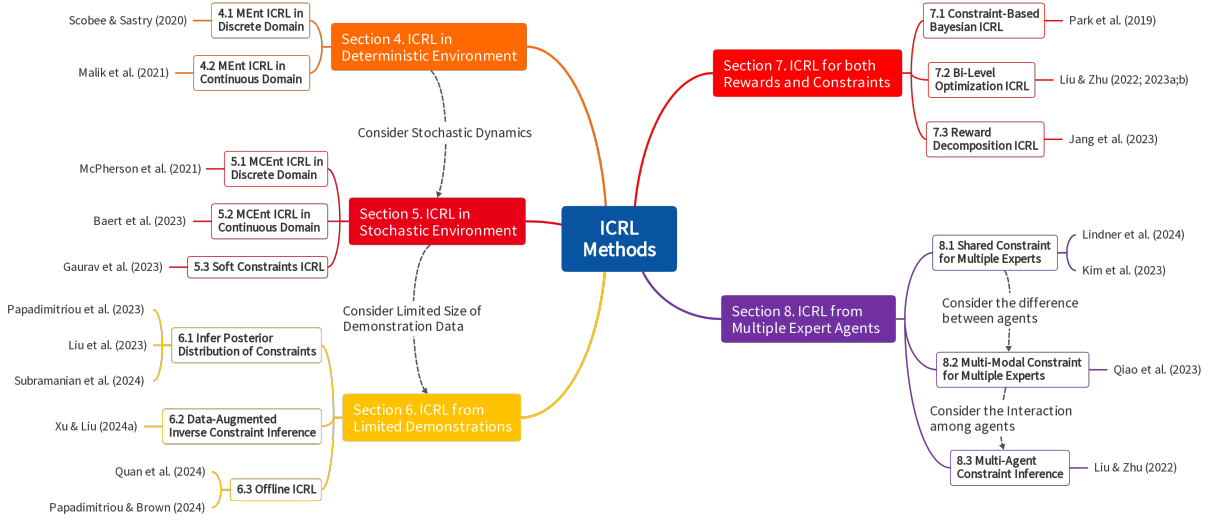 ICRL
Methods
Section 4. ICRL in
Deterministic Environment
4.1 MEnt ICRL in
Discrete Domain
Scobee & Sastry (2020)
4.2 MEnt ICRL in
Continuous Domain
Malik et al. (2021)
Consider Stochastic Dynamics
Section 5. ICRL in
Stochastic Environment
5.1 MCEnt ICRL in
Discrete Domain
McPherson et al. (2021)
5.2 MCEnt ICRL in
Continuous Domain
Baert et al. (2023)
5.3 Soft Constraints ICRL
Gaurav et al. (2023)
Consider Limited Size of
Demonstration Data
Section 6. ICRL from
Limited Demonstrations
6.1 Infer Posterior
Distribution of Constraints
Papadimitriou et al. (2023)
Liu et al. (2023)
Subramanian et al. (2024)
6.2 Data-Augmented
Inverse Constraint Inference
Xu & Liu (2024a)
6.3 Offline ICRL
Quan et al. (2024)
Papadimitriou & Brown (2024)
Section 7. ICRL for both
Rewards and Constraints
7.1 Constraint-Based
Bayesian ICRL
Park et al. (2019)
7.2 Bi-Level
Optimization ICRL
Liu & Zhu (2022; 2023a;b)
7.3 Reward
Decomposition ICRL
Jang et al. (2023)
Section 8. ICRL from
Multiple Expert Agents
8.1 Shared Constraint
for Multiple Experts
Lindner et al. (2024)
Kim et al. (2023)
Consider the difference
between agents
8.2 Multi-Modal Constraint
for Multiple Experts
Qiao et al. (2023)
Consider the Interaction
among agents
8.3 Multi-Agent
Constraint Inference
Liu & Zhu (2022)